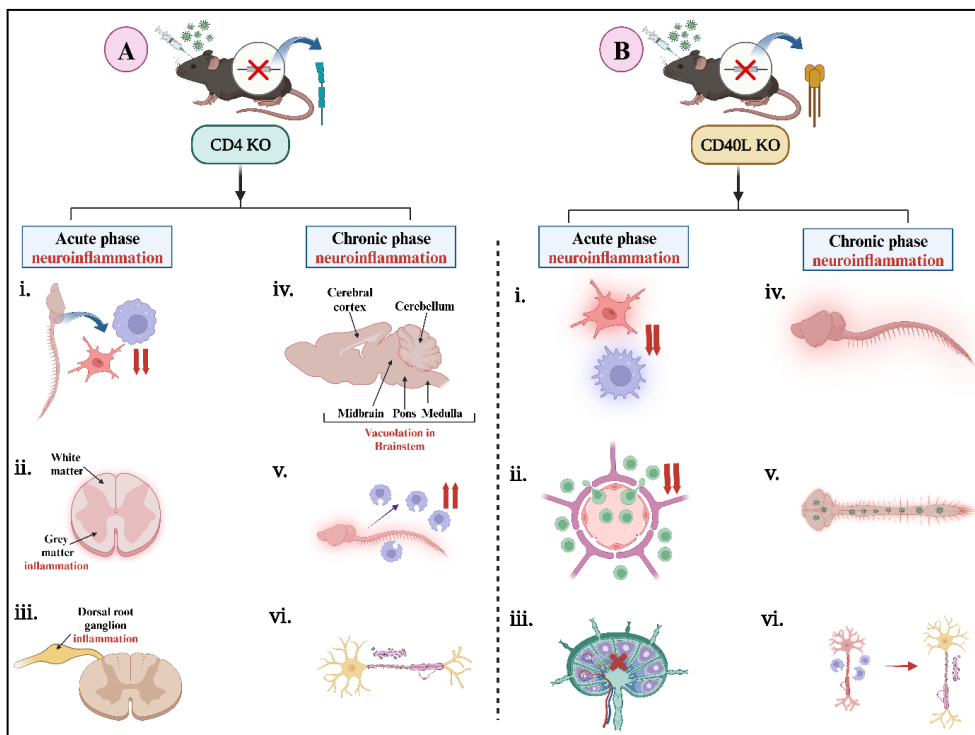 A
CD4 KO
Acute phase
neuroinflammation
Chronic phase
neuroinflammation
i.
ii.
White
matter
Grey
matter
inflammation
iii.
Dorsal root
ganglion
inflammation
iv.
Cerebral
cortex
Cerebellum
Midbrain Pons Medulla
Vacuolation in
Brainstem
v.
vi.
B
CD40L KO
Acute phase
neuroinflammation
Chronic phase
neuroinflammation
i.
ii.
iii.
iv.
v.
vi.